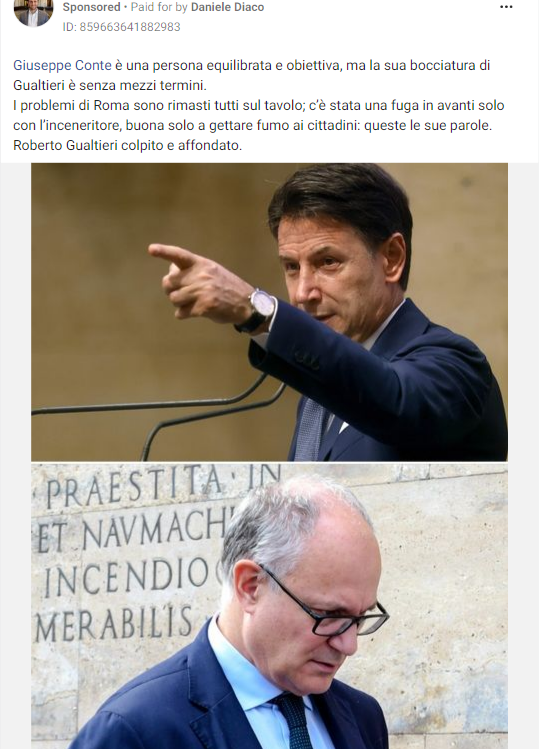 Sponsored • Paid for by Daniele Diaco
ID: 859663641882983
Giuseppe Conte è una persona equilibrata e obiettiva, ma la sua bocciatura di
Gualtieri è senza mezzi termini.
I problemi di Roma sono rimasti tutti sul tavolo; c’è stata una fuga in avanti solo
con l’inceneritore, buona solo a gettare fumo ai cittadini: queste le sue parole.
Roberto Gualtieri colpito e affondato.
PRAESTITA · IN
ET NAVMACHI
INCENDIO
MERABILIS